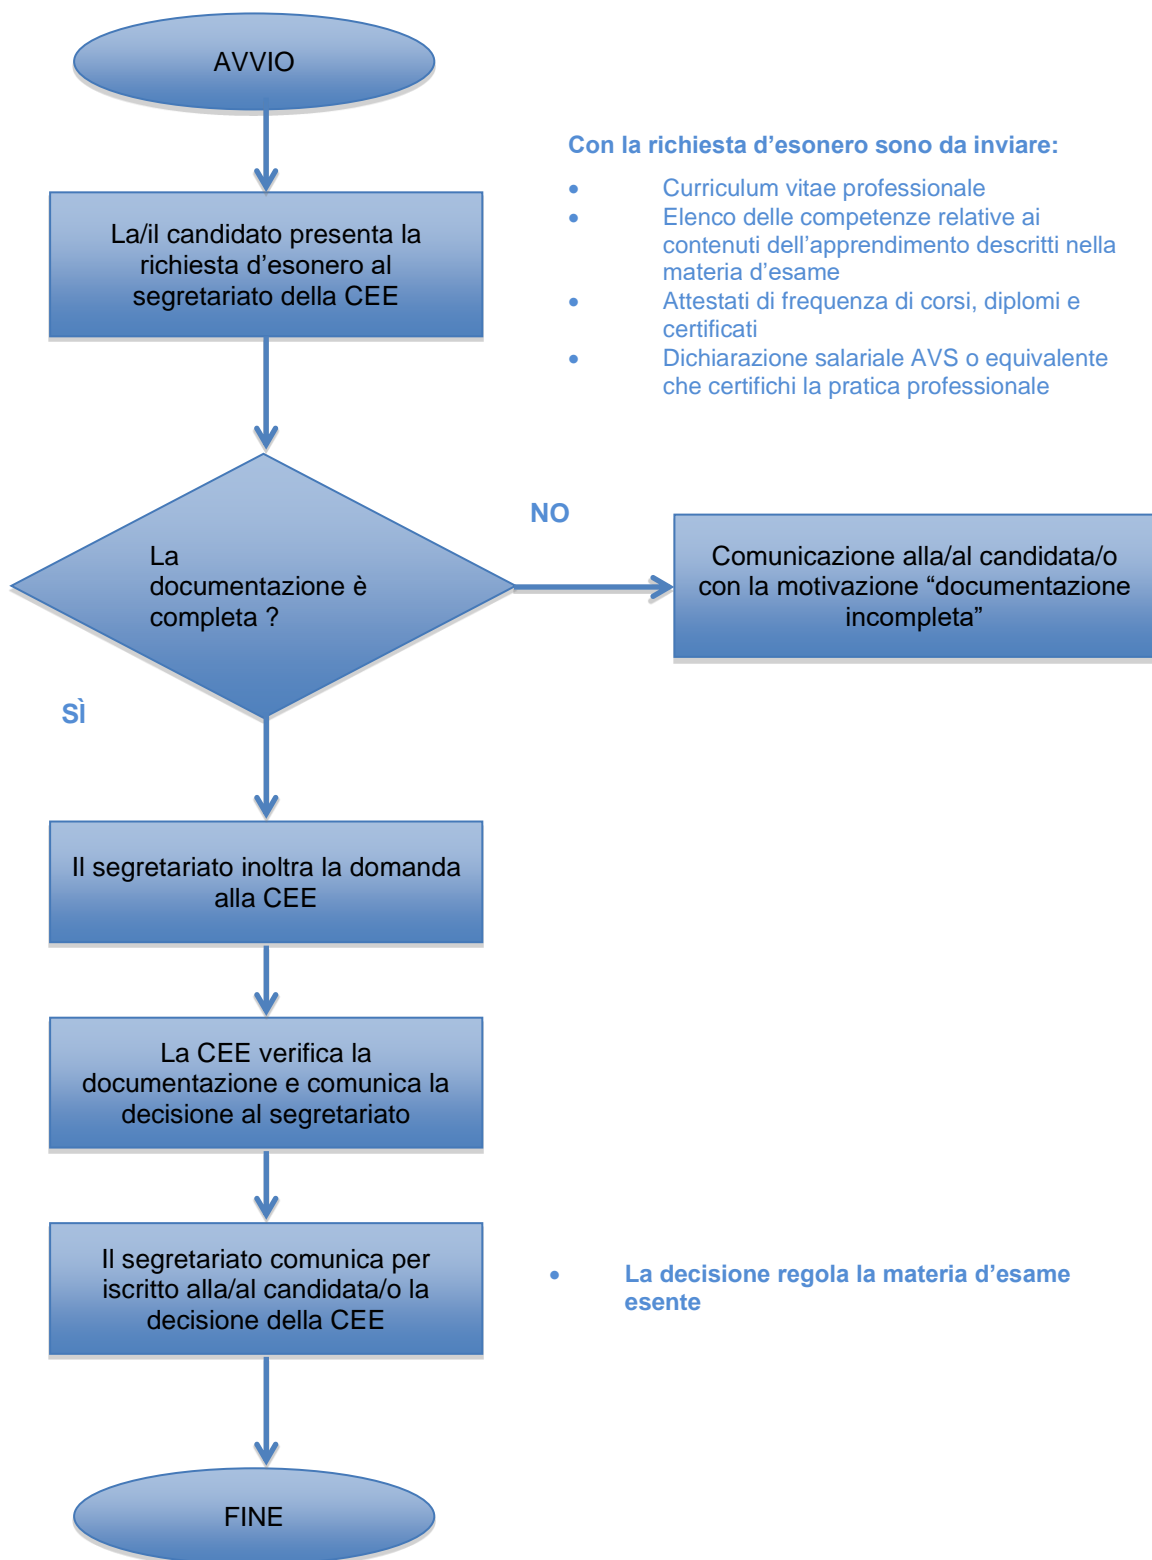 AVVIO
Con la richiesta d’esonero sono da inviare:
• Curriculum vitae professionale
• Elenco delle competenze relative ai
contenuti dell’apprendimento descritti nella
materia d’esame
• Attestati di frequenza di corsi, diplomi e
certificati
• Dichiarazione salariale AVS o equivalente
che certifichi la pratica professionale
La/il candidato presenta la
richiesta d’esonero al
segretariato della CEE
La
documentazione è
completa ?
NO
Comunicazione alla/al candidata/o
con la motivazione “documentazione
incompleta”
SÌ
Il segretariato inoltra la domanda
alla CEE
La CEE verifica la
documentazione e comunica la
decisione al segretariato
Il segretariato comunica per
iscritto alla/al candidata/o la
decisione della CEE
• La decisione regola la materia d’esame
esente
FINE